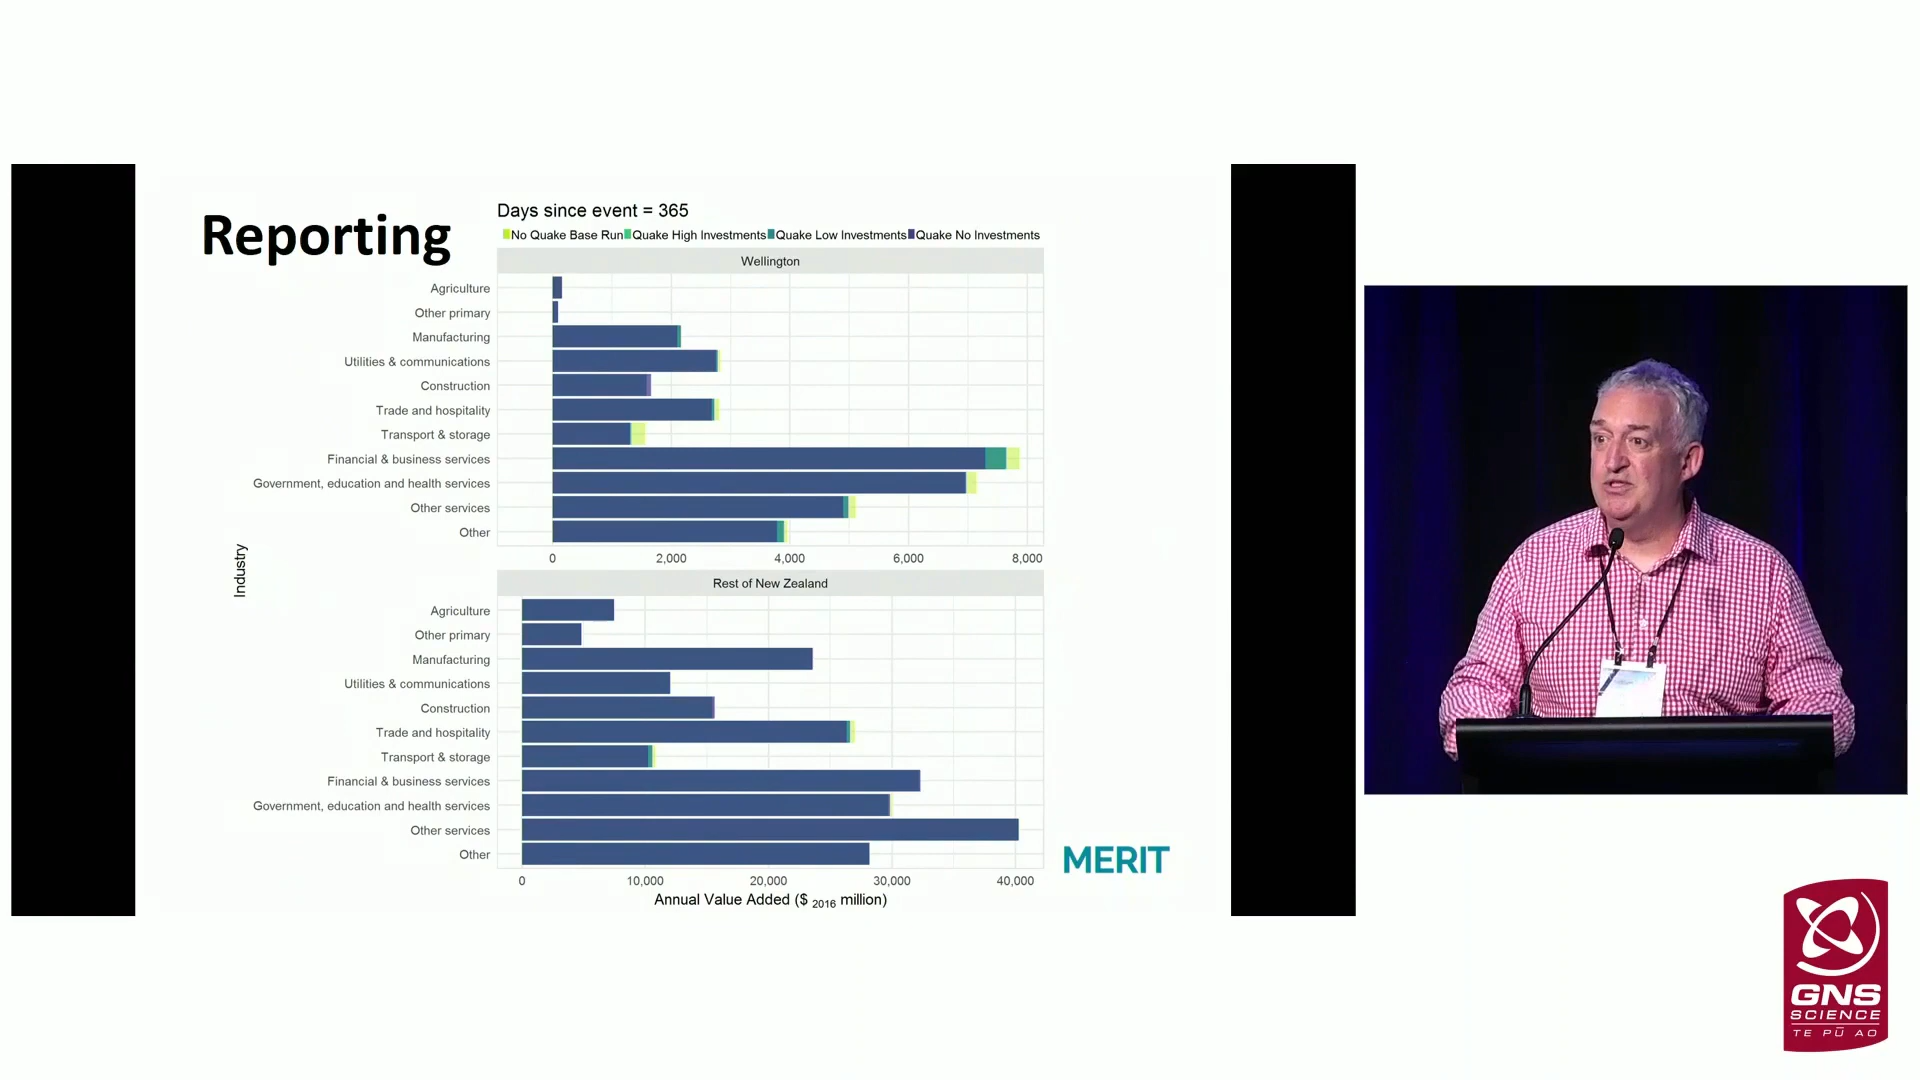 Reporting
Days since event = 365
No Quake Base Run Quake High Investments Quake Low Investments Quake No Investments
Wellington
Agriculture
Other primary
Manufacturing
Utilities & communications
Construction
Trade and hospitality
Transport & storage
Financial & business services
Government, education and health services
Other services
Other
0 2,000 4,000 6,000 8,000
Industry
Rest of New Zealand
Agriculture
Other primary
Manufacturing
Utilities & communications
Construction
Trade and hospitality
Transport & storage
Financial & business services
Government, education and health services
Other services
Other
0 10,000 20,000 30,000 40,000
Annual Value Added ($ 2016 million)
MERIT
GNS
SCIENCE
TE PŪ AO